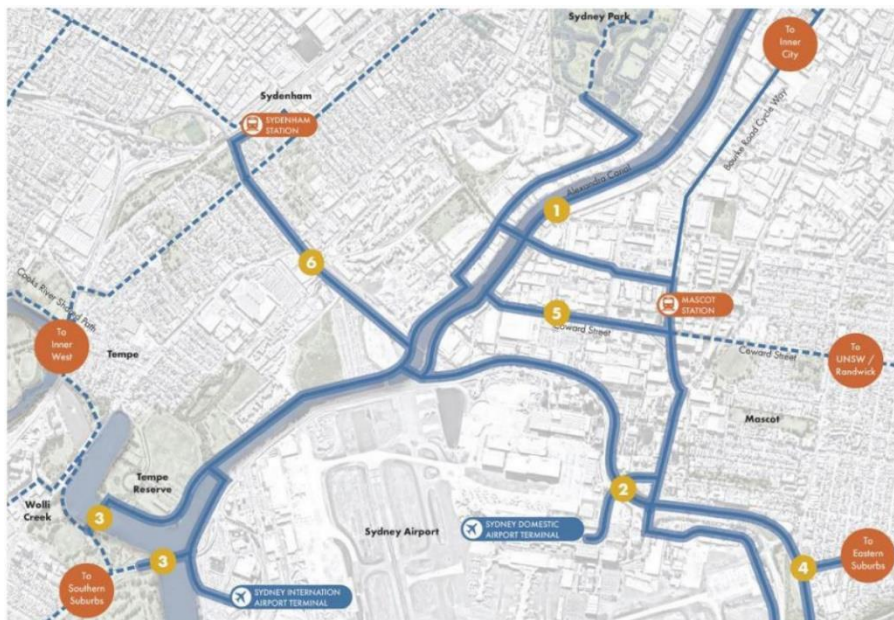 Sydney Park
To
Inner
City
Sydenham
SYDENHAM
STATION
Bourke Road Cycle Way
Alexandra Canal
1
6
Cooks River Shared Path
MASCOT
STATION
5
Coward Street
To
Inner
West
Tempe
Coward Street
To
UNSW /
Randwick
Mascot
Tempe
Reserve
2
Wolli
Creek
3
Sydney Airport
SYDNEY DOMESTIC
AIRPORT TERMINAL
3
4
To
Eastern
Suburbs
To
Southern
Suburbs
SYDNEY INTERNATION
AIRPORT TERMINAL